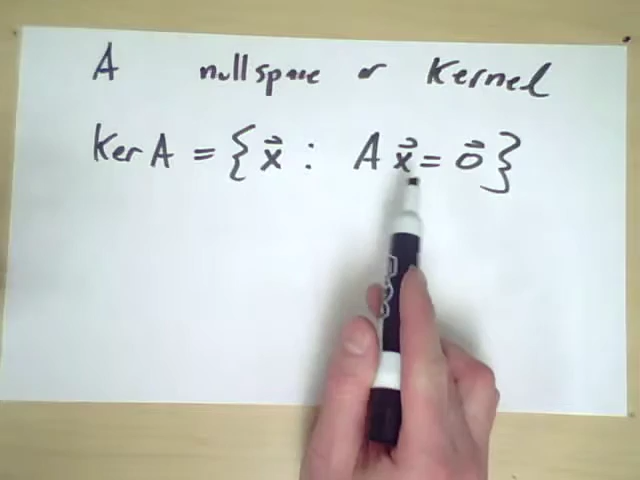 A nullspace or Kernel
Ker A = { x⃗ : A x⃗ = 0⃗ }